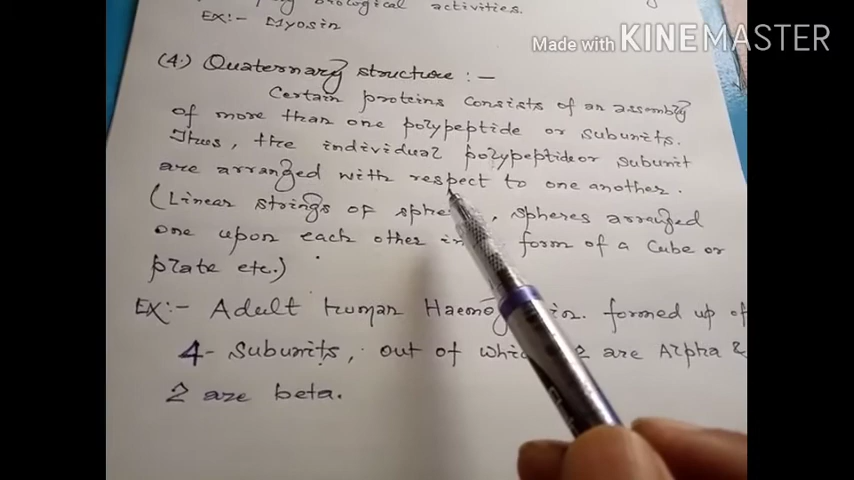 biological activities.
Ex:- Myosin
Made with KINEMASTER
(4.) Quaternary structure :-
Certain proteins consists of an assembly
of more than one polypeptide or subunits.
Thus, the individual polypeptide or subunit
are arranged with respect to one another.
(Linear strings of , spheres arranged
one upon each other in form of a cube or
plate etc.)
Ex:- Adult human formed up of
4- subunits, out of 2 are Alpha &
2 are beta.